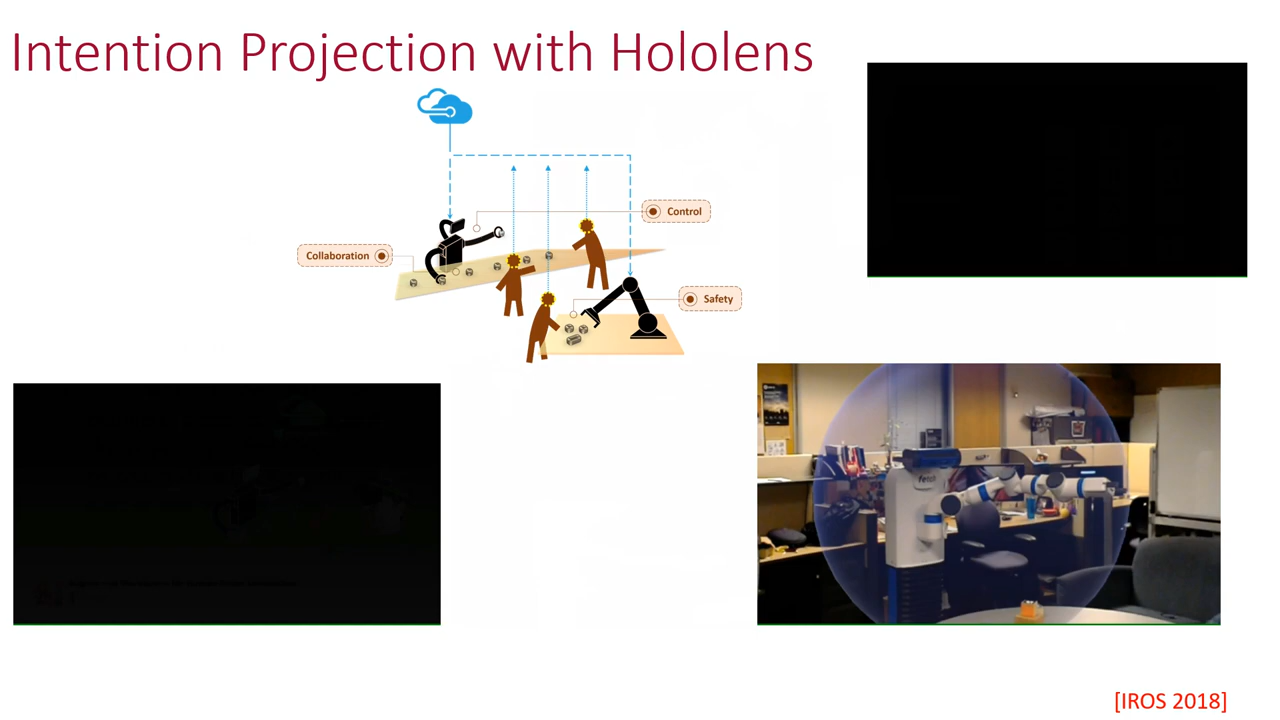 Intention Projection with Hololens
Control
Collaboration
Safety
fetch
[IROS 2018]